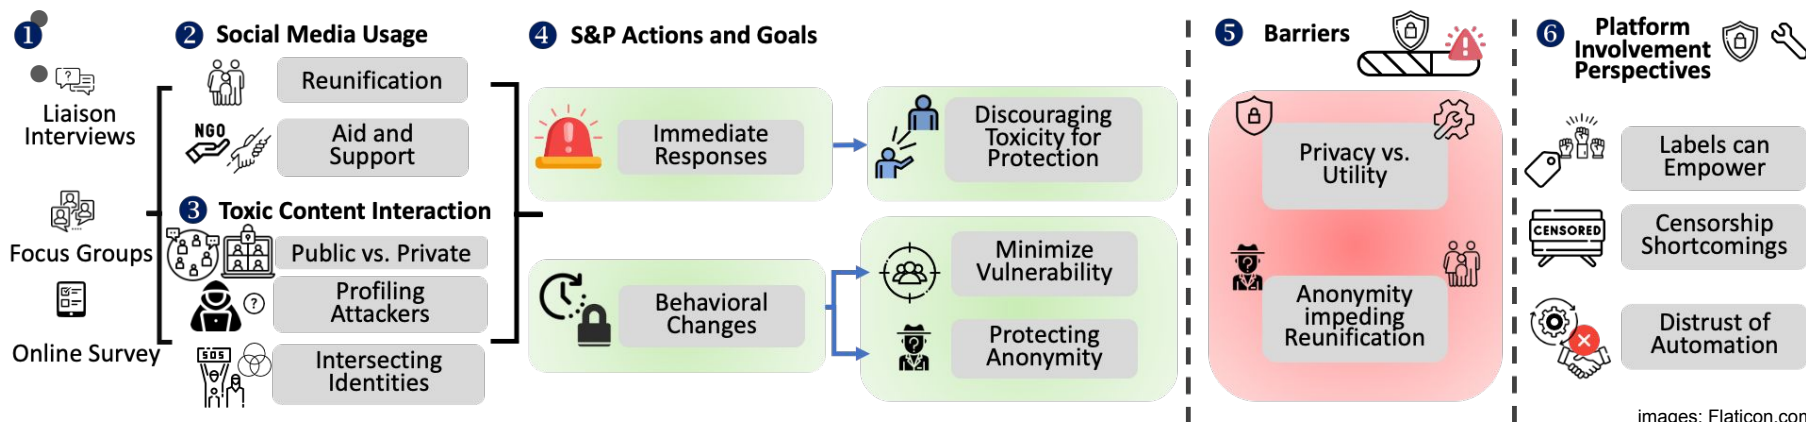 1
Liaison
Interviews
Focus Groups
Online Survey
2 Social Media Usage
Reunification
NGO
Aid and
Support
3 Toxic Content Interaction
Public vs. Private
Profiling
Attackers
SOS
Intersecting
Identities
4 S&P Actions and Goals
Immediate
Responses
Discouraging
Toxicity for
Protection
Behavioral
Changes
Minimize
Vulnerability
Protecting
Anonymity
5 Barriers
Privacy vs.
Utility
Anonymity
impeding
Reunification
6 Platform
Involvement
Perspectives
Labels can
Empower
CENSORED
Censorship
Shortcomings
Distrust of
Automation
images: Flaticon.com